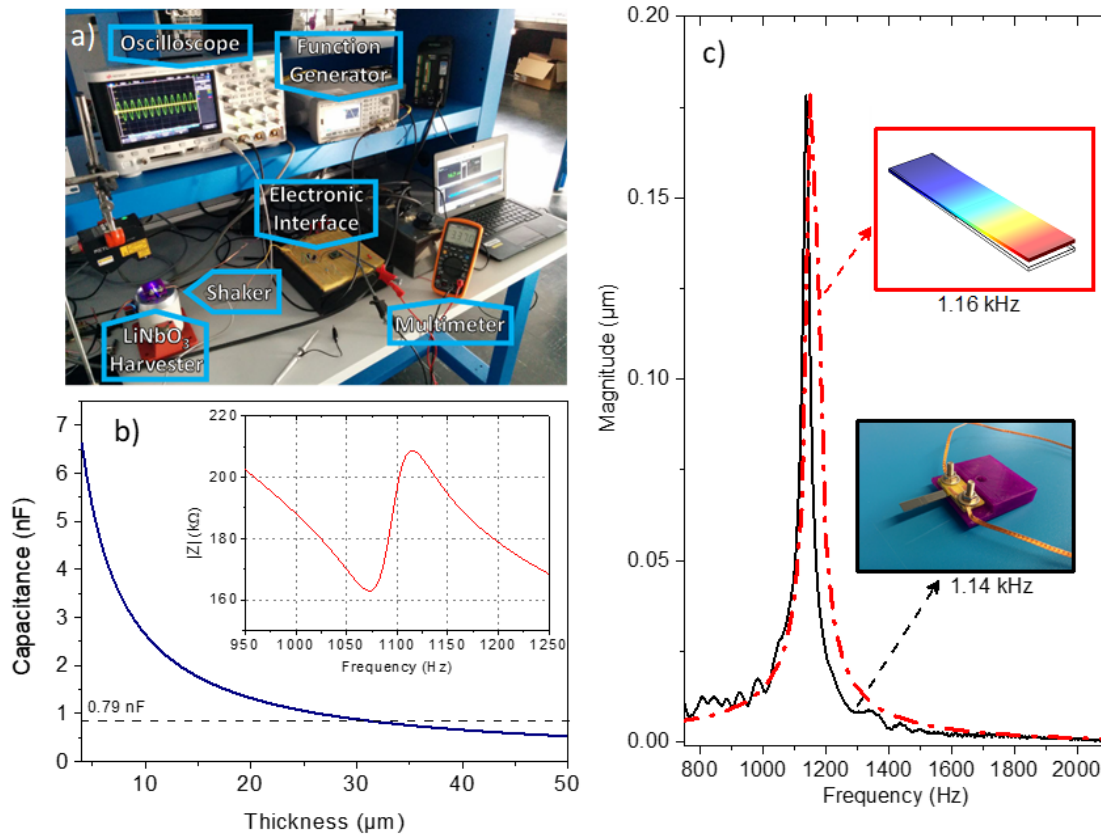 a)
Oscilloscope
Function
Generator
Electronic
Interface
Shaker
LiNbO3
Harvester
Multimeter
b)
Capacitance (nF)
7
6
5
4
3
2
1
0
0.79 nF
10
20
30
40
50
Thickness (μm)
|Z| (kΩ)
220
200
180
160
950
1000
1050
1100
1150
1200
1250
Frequency (Hz)
c)
Magnitude (μm)
0.20
0.15
0.10
0.05
0.00
1.16 kHz
1.14 kHz
800
1000
1200
1400
1600
1800
2000
Frequency (Hz)